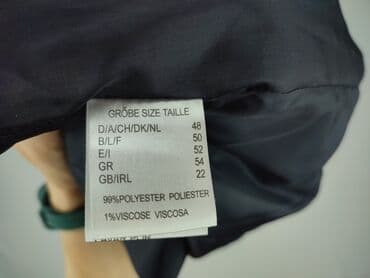 GRÖBE SIZE TAILLE
D/A/CH/DK/NL 48
B/L/F 50
E/I 52
GR 54
GB/IRL 22
99%POLYESTER POLIESTER
1%VISCOSE VISCOSA